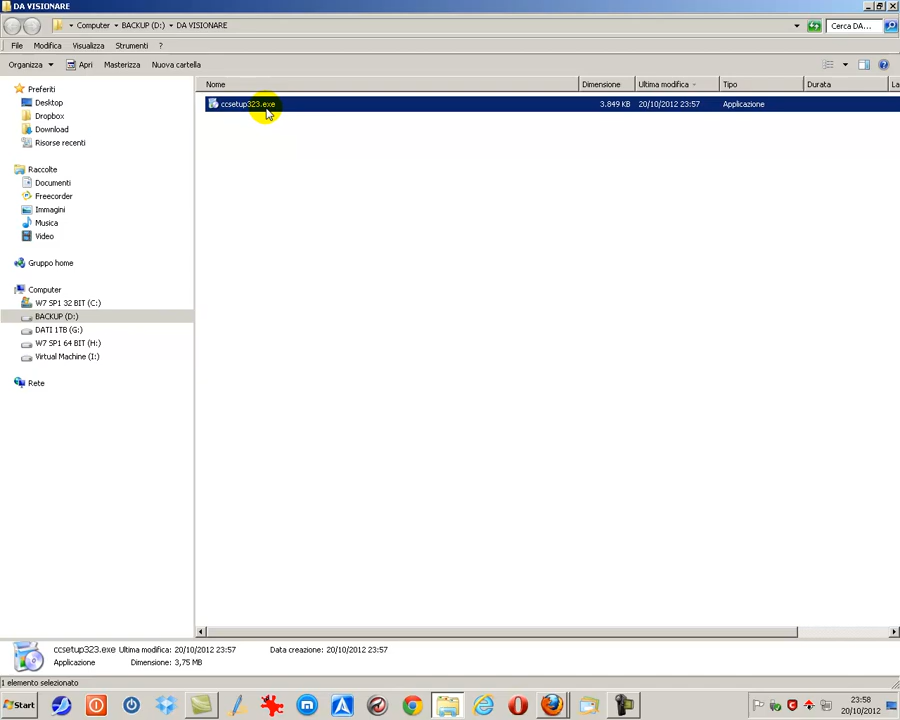 DA VISIONARE
Computer ▸ BACKUP (D:) ▸ DA VISIONARE
Cerca DA...
File Modifica Visualizza Strumenti ?
Organizza Apri Masterizza Nuova cartella
Preferiti
Desktop
Dropbox
Download
Risorse recenti
Raccolte
Documenti
Freecorder
Immagini
Musica
Video
Gruppo home
Computer
W7 SP1 32 BIT (C:)
BACKUP (D:)
DATI 1TB (G:)
W7 SP1 64 BIT (H:)
Virtual Machine (I:)
Rete
Nome Dimensione Ultima modifica Tipo Durata La
ccsetup323.exe 3.849 KB 20/10/2012 23:57 Applicazione
ccsetup323.exe Ultima modifica: 20/10/2012 23:57 Data creazione: 20/10/2012 23:57
Applicazione Dimensione: 3,75 MB
1 elemento selezionato
Start
23:58
20/10/2012